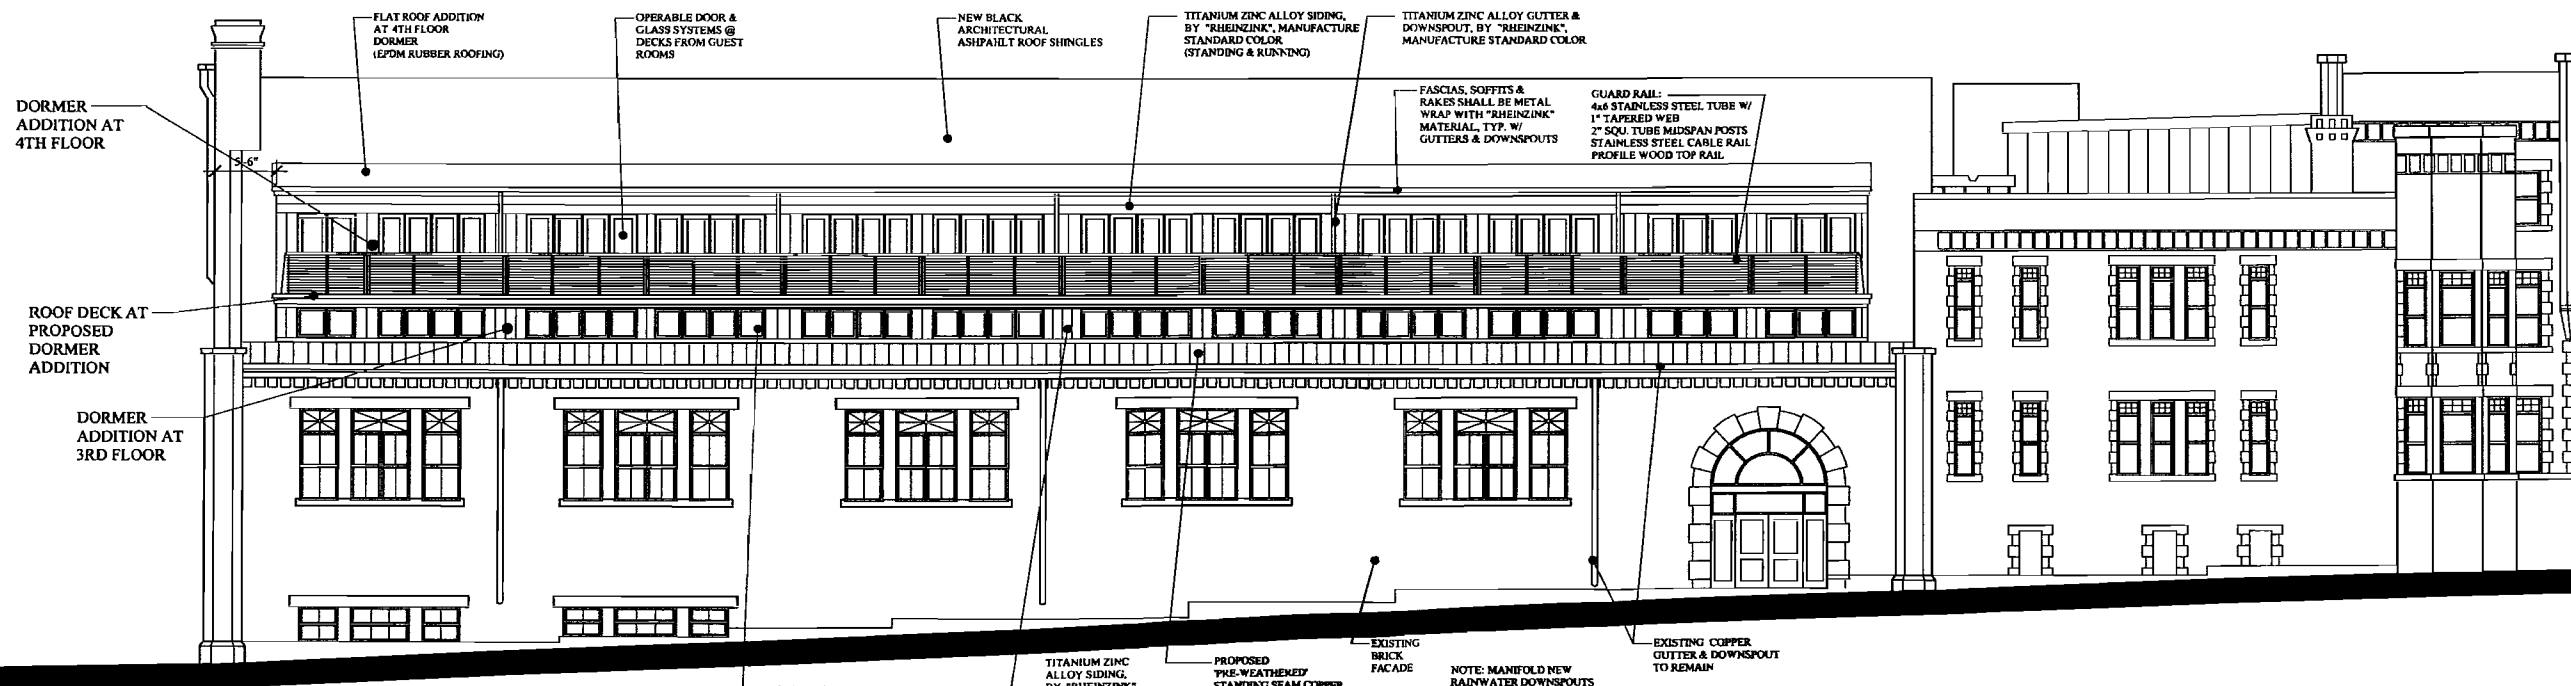 FLAT ROOF ADDITION
AT 4TH FLOOR
DORMER
(EPDM RUBBER ROOFING)
OPERABLE DOOR &
GLASS SYSTEMS @
DECKS FROM GUEST
ROOMS
NEW BLACK
ARCHITECTURAL
ASHPAHLT ROOF SHINGLES
TITANIUM ZINC ALLOY SIDING,
BY "RHEINZINK", MANUFACTURE
STANDARD COLOR
(STANDING & RUNNING)
TITANIUM ZINC ALLOY GUTTER &
DOWNSPOUT, BY "RHEINZINK",
MANUFACTURE STANDARD COLOR
FASCIAS, SOFFITS &
RAKES SHALL BE METAL
WRAP WITH "RHEINZINK"
MATERIAL, TYP. W/
GUTTERS & DOWNSPOUTS
GUARD RAIL:
4x6 STAINLESS STEEL TUBE W/
1" TAPERED WEB
2" SQU. TUBE MIDSPAN POSTS
STAINLESS STEEL CABLE RAIL
PROFILE WOOD TOP RAIL
DORMER
ADDITION AT
4TH FLOOR
5'-6"
ROOF DECK AT
PROPOSED
DORMER
ADDITION
DORMER
ADDITION AT
3RD FLOOR
TITANIUM ZINC
ALLOY SIDING,
BY "RHEINZINK"
PROPOSED
'PRE-WEATHERED'
STANDING SEAM COPPER
EXISTING
BRICK
FACADE
NOTE: MANIFOLD NEW
RAINWATER DOWNSPOUTS
EXISTING COPPER
GUTTER & DOWNSPOUT
TO REMAIN